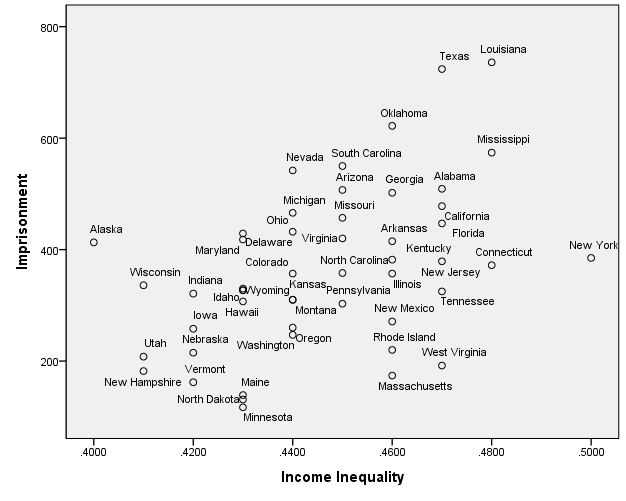 800
Louisiana
Texas
Oklahoma
600
Mississippi
South Carolina
Nevada
Arizona
Georgia
Alabama
Michigan
Missouri
Ohio
California
Alaska
Arkansas
Florida
400
Maryland
Delaware
Virginia
Kentucky
Connecticut
New York
Colorado
North Carolina
Wisconsin
New Jersey
Indiana
Kansas
Illinois
Idaho
Wyoming
Pennsylvania
Tennessee
Iowa
Hawaii
Montana
New Mexico
Utah
Nebraska
Washington
Oregon
Rhode Island
200
West Virginia
New Hampshire
Vermont
Maine
Massachusetts
North Dakota
Minnesota
Imprisonment
.4000
.4200
.4400
.4600
.4800
.5000
Income Inequality